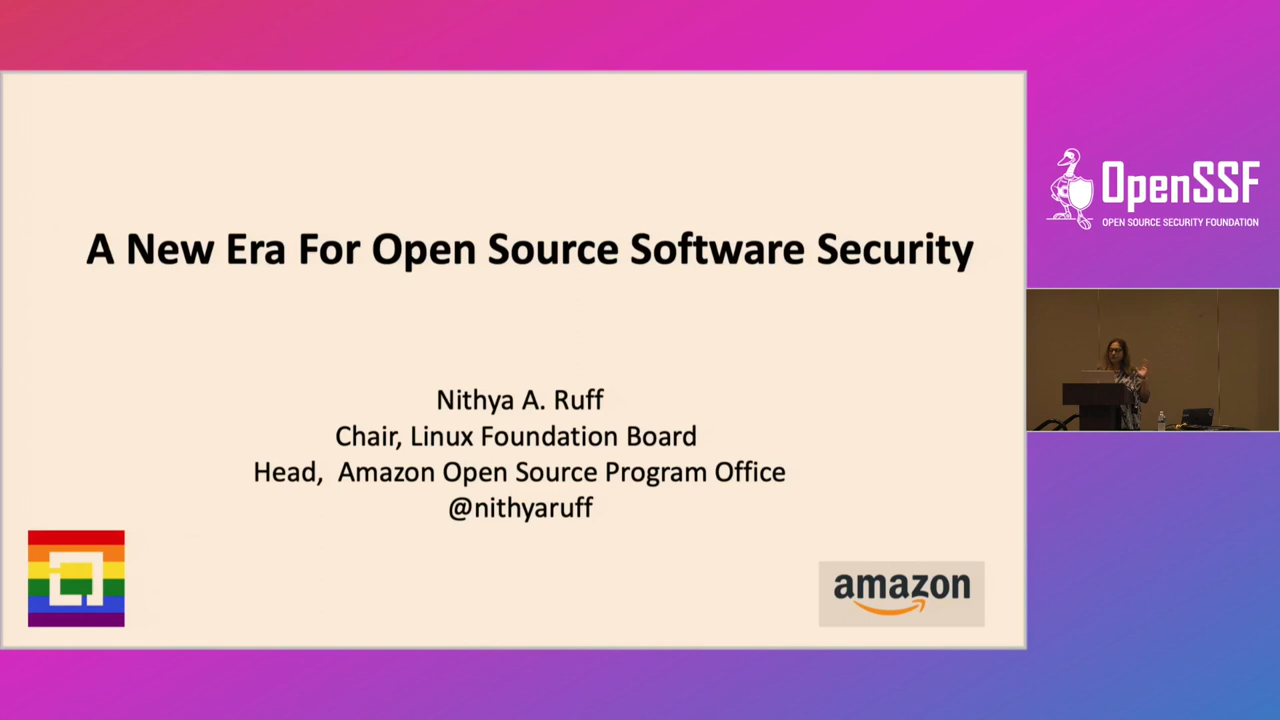 A New Era For Open Source Software Security
Nithya A. Ruff
Chair, Linux Foundation Board
Head, Amazon Open Source Program Office
@nithyaruff
amazon
OpenSSF
OPEN SOURCE SECURITY FOUNDATION